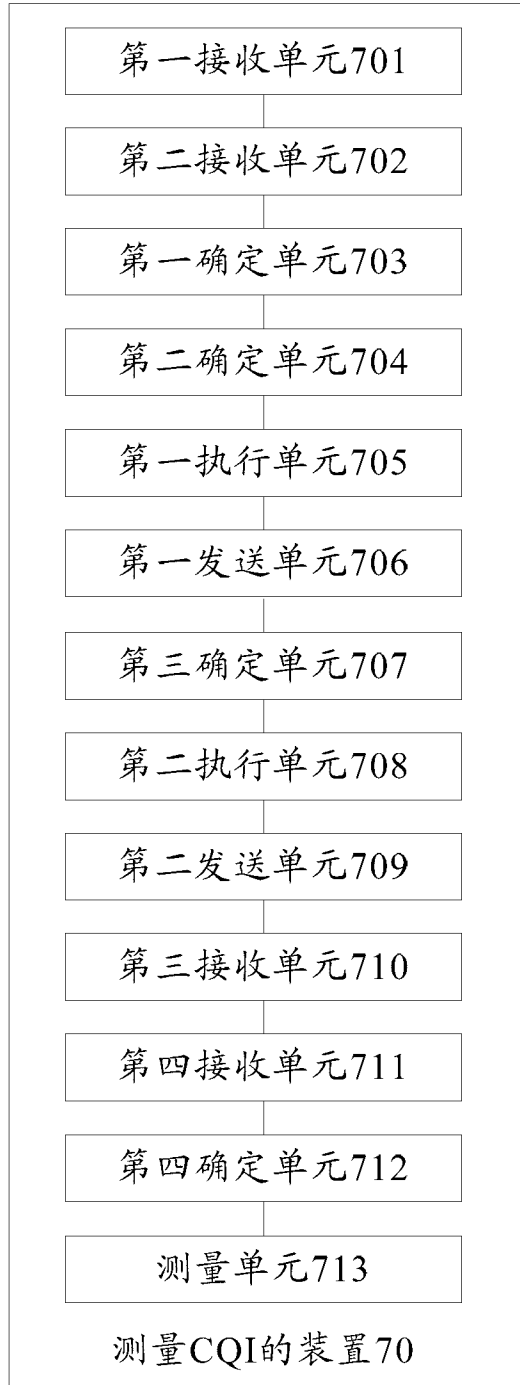 第一接收单元701
第二接收单元702
第一确定单元703
第二确定单元704
第一执行单元705
第一发送单元706
第三确定单元707
第二执行单元708
第二发送单元709
第三接收单元710
第四接收单元711
第四确定单元712
测量单元713
测量CQI的装置70